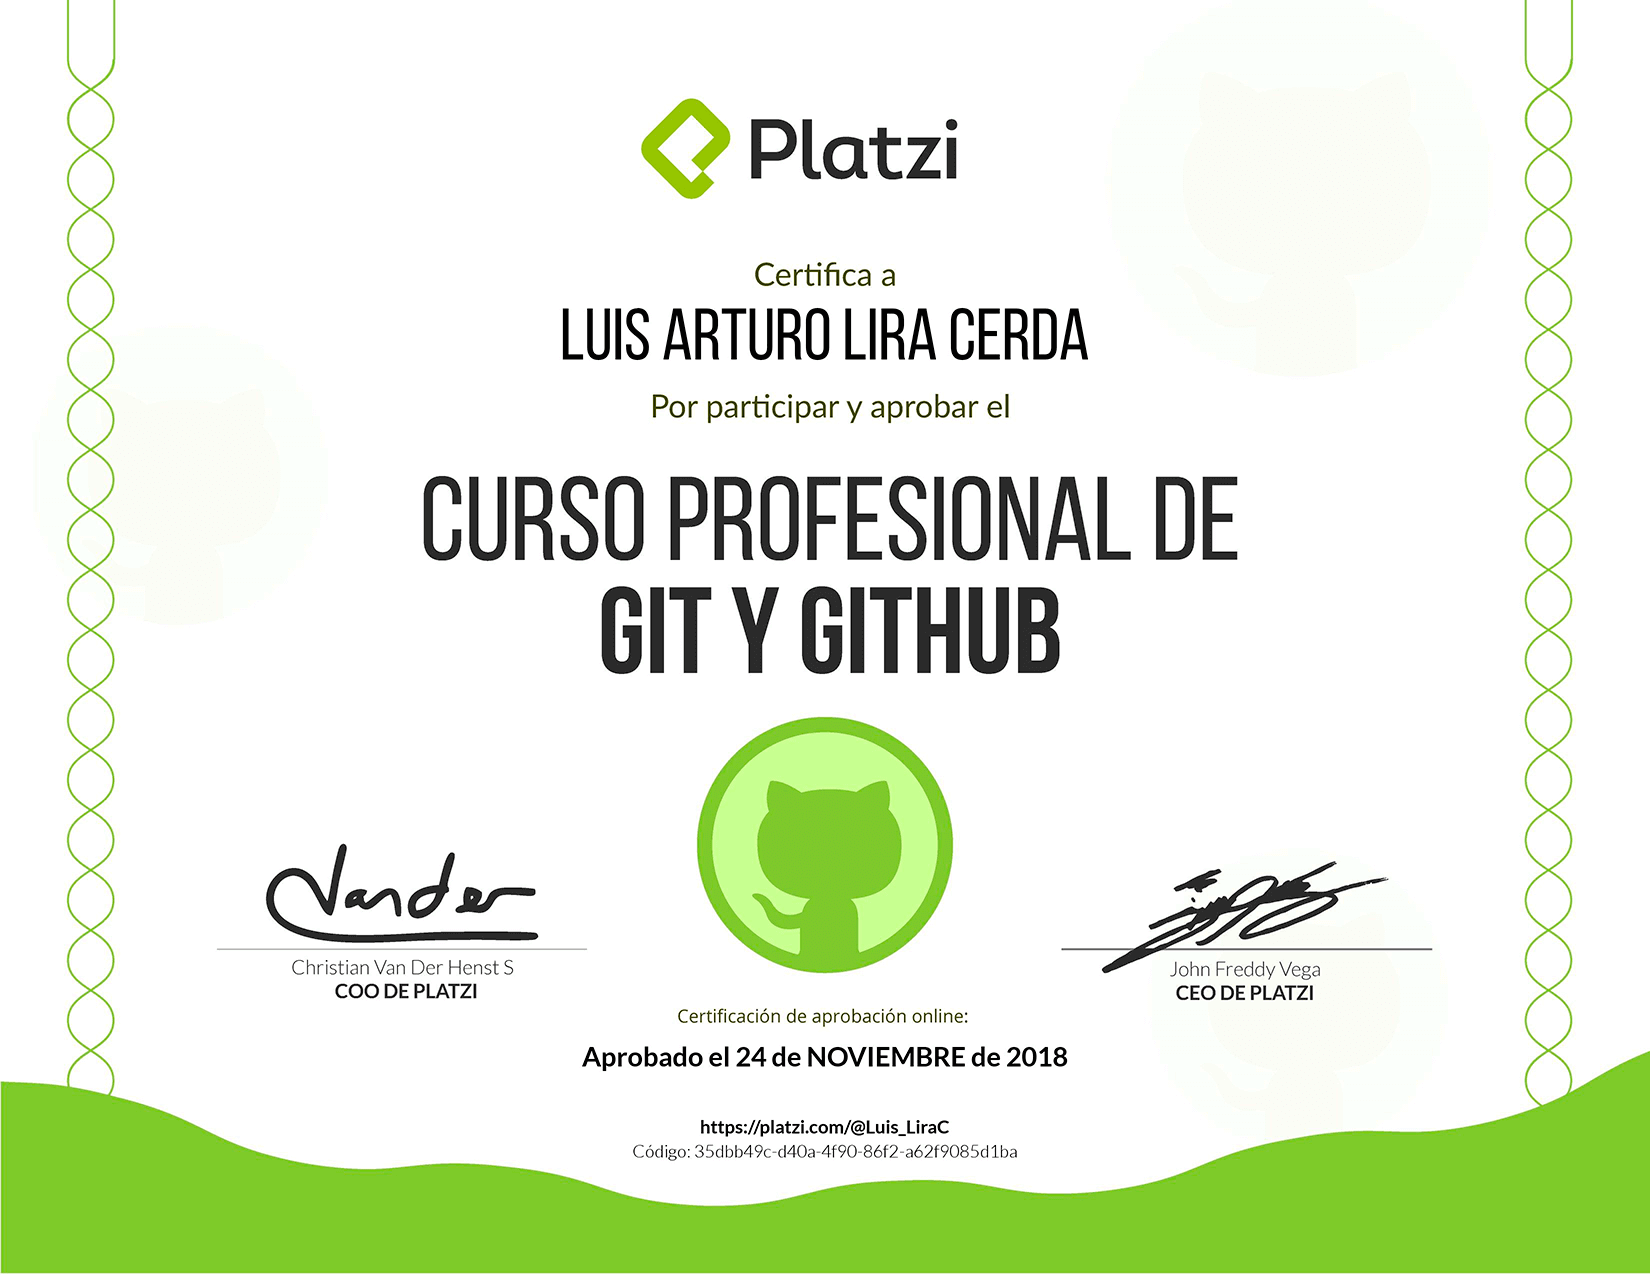 Platzi
Certifica a
LUIS ARTURO LIRA CERDA
Por participar y aprobar el
CURSO PROFESIONAL DE
GIT Y GITHUB
Vander
Christian Van Der Henst S
COO DE PLATZI
John Freddy Vega
CEO DE PLATZI
Certificación de aprobación online:
Aprobado el 24 de NOVIEMBRE de 2018
https://platzi.com/@Luis_LiraC
Código: 35dbb49c-d40a-4f90-86f2-a62f9085d1ba